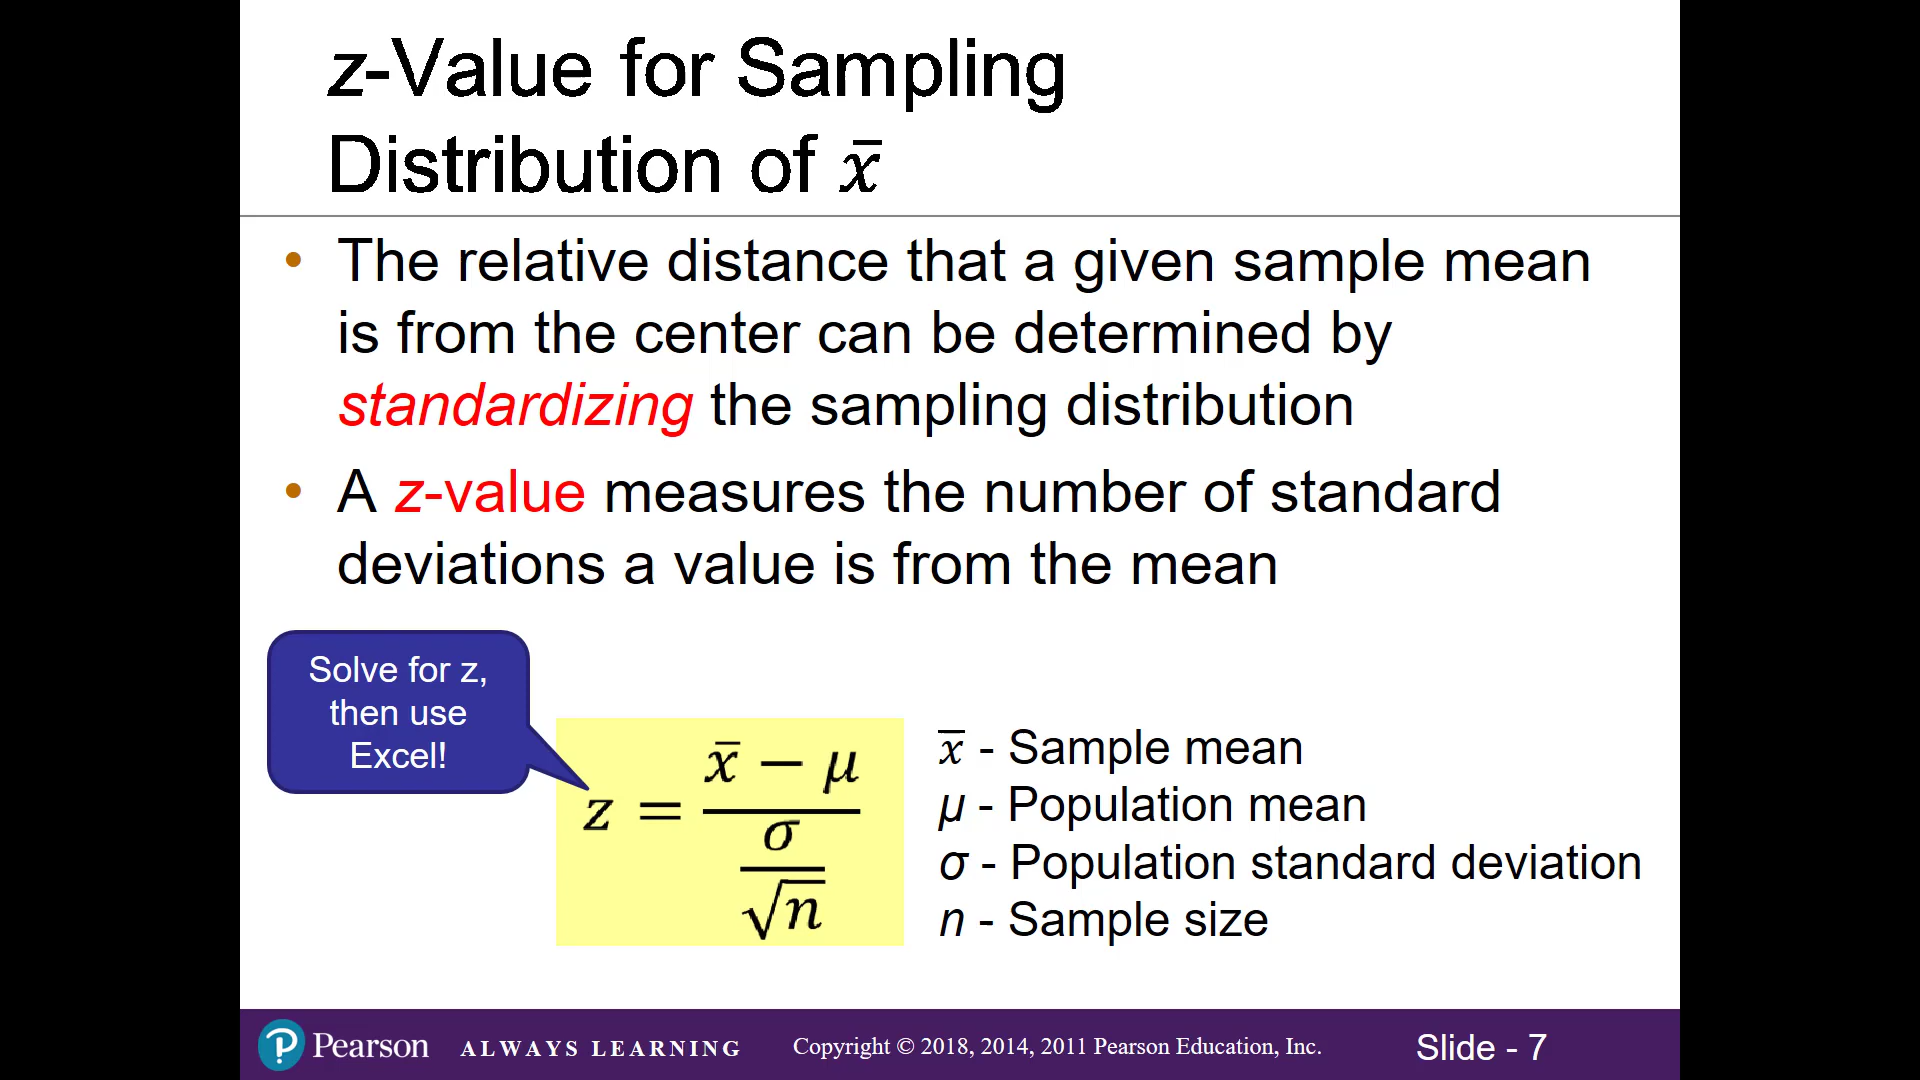 z-Value for Sampling
Distribution of x̅
• The relative distance that a given sample mean
is from the center can be determined by
standardizing the sampling distribution
• A z-value measures the number of standard
deviations a value is from the mean
Solve for z,
then use
Excel!
z = (x̅ − μ) / (σ / √n)
x̅ - Sample mean
μ - Population mean
σ - Population standard deviation
n - Sample size
Pearson ALWAYS LEARNING Copyright © 2018, 2014, 2011 Pearson Education, Inc. Slide - 7